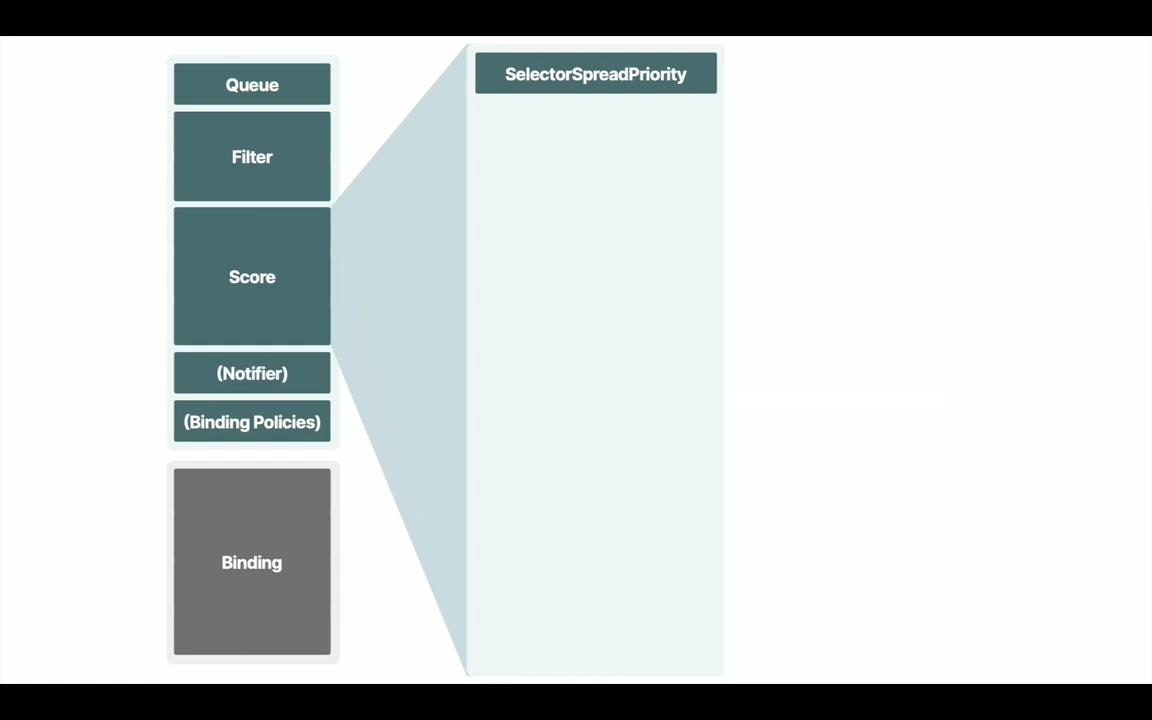 Queue
Filter
Score
(Notifier)
(Binding Policies)
Binding
SelectorSpreadPriority